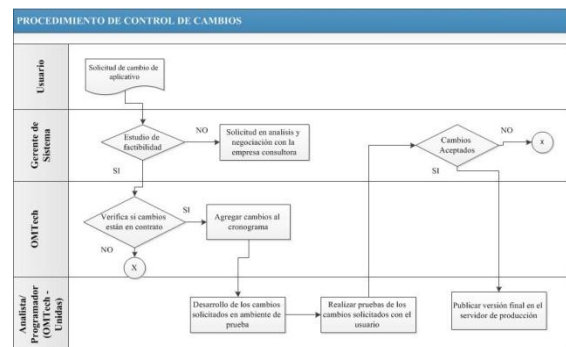 PROCEDIMIENTO DE CONTROL DE CAMBIOS
Usuario
Solicitud de cambio de
aplicativo
Gerente de
Sistema
Estudio de
factibilidad
NO
SI
Solicitud en analisis y
negociación con la
empresa consultora
Cambios
Aceptados
NO
X
SI
OMTech
Verifica si cambios
están en contrato
SI
NO
X
Agregar cambios al
cronograma
Analista/
Programador
(OMTech -
Unidas)
Desarrollo de los cambios
solicitados en ambiente de
prueba
Realizar pruebas de los
cambios solicitados con el
usuario
Publicar versión final en el
servidor de producción